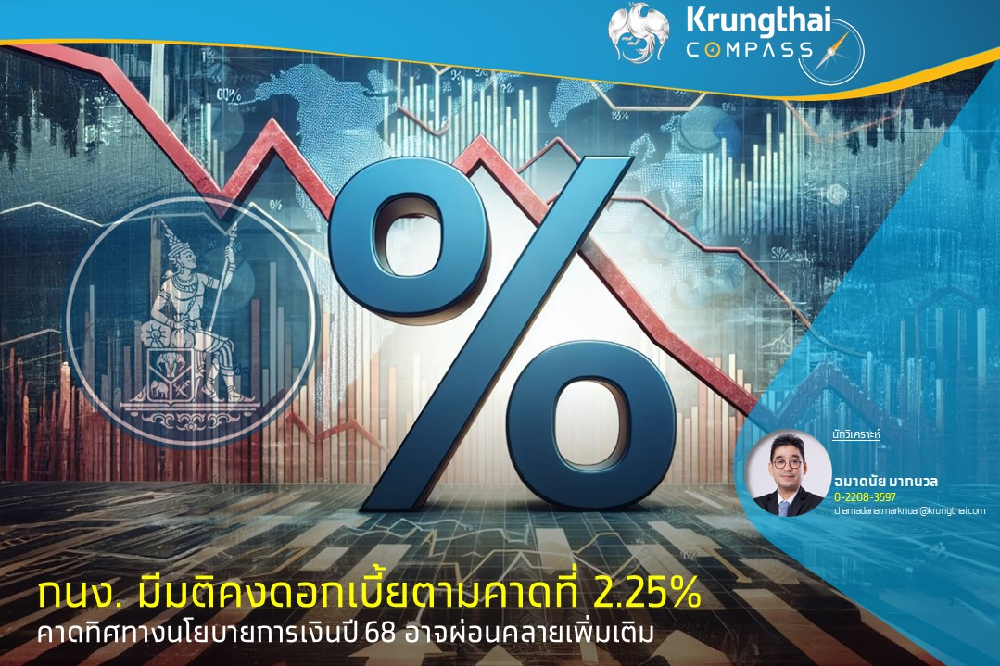 Krungthai
COMPASS
00%
%
นักวิเคราะห์
ฉมาดนัย มากนวล
0-2208-3597
chamadanai.marknual@krungthai.com
กนง. มีมติคงดอกเบี้ยตามคาดที่ 2.25%
คาดทิศทางนโยบายการเงินปี 68 อาจผ่อนคลายเพิ่มเติม